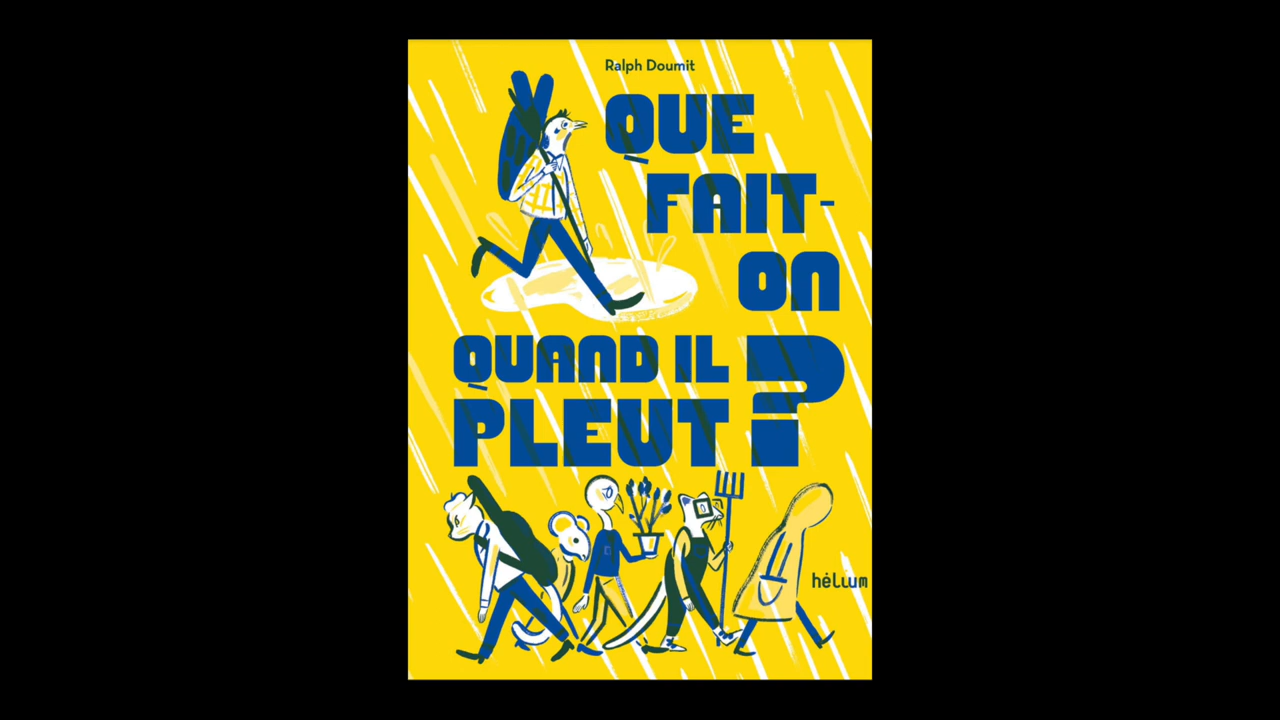 Ralph Doumit
QUE
FAIT-
ON
QUAND IL
PLEUT ?
hélium